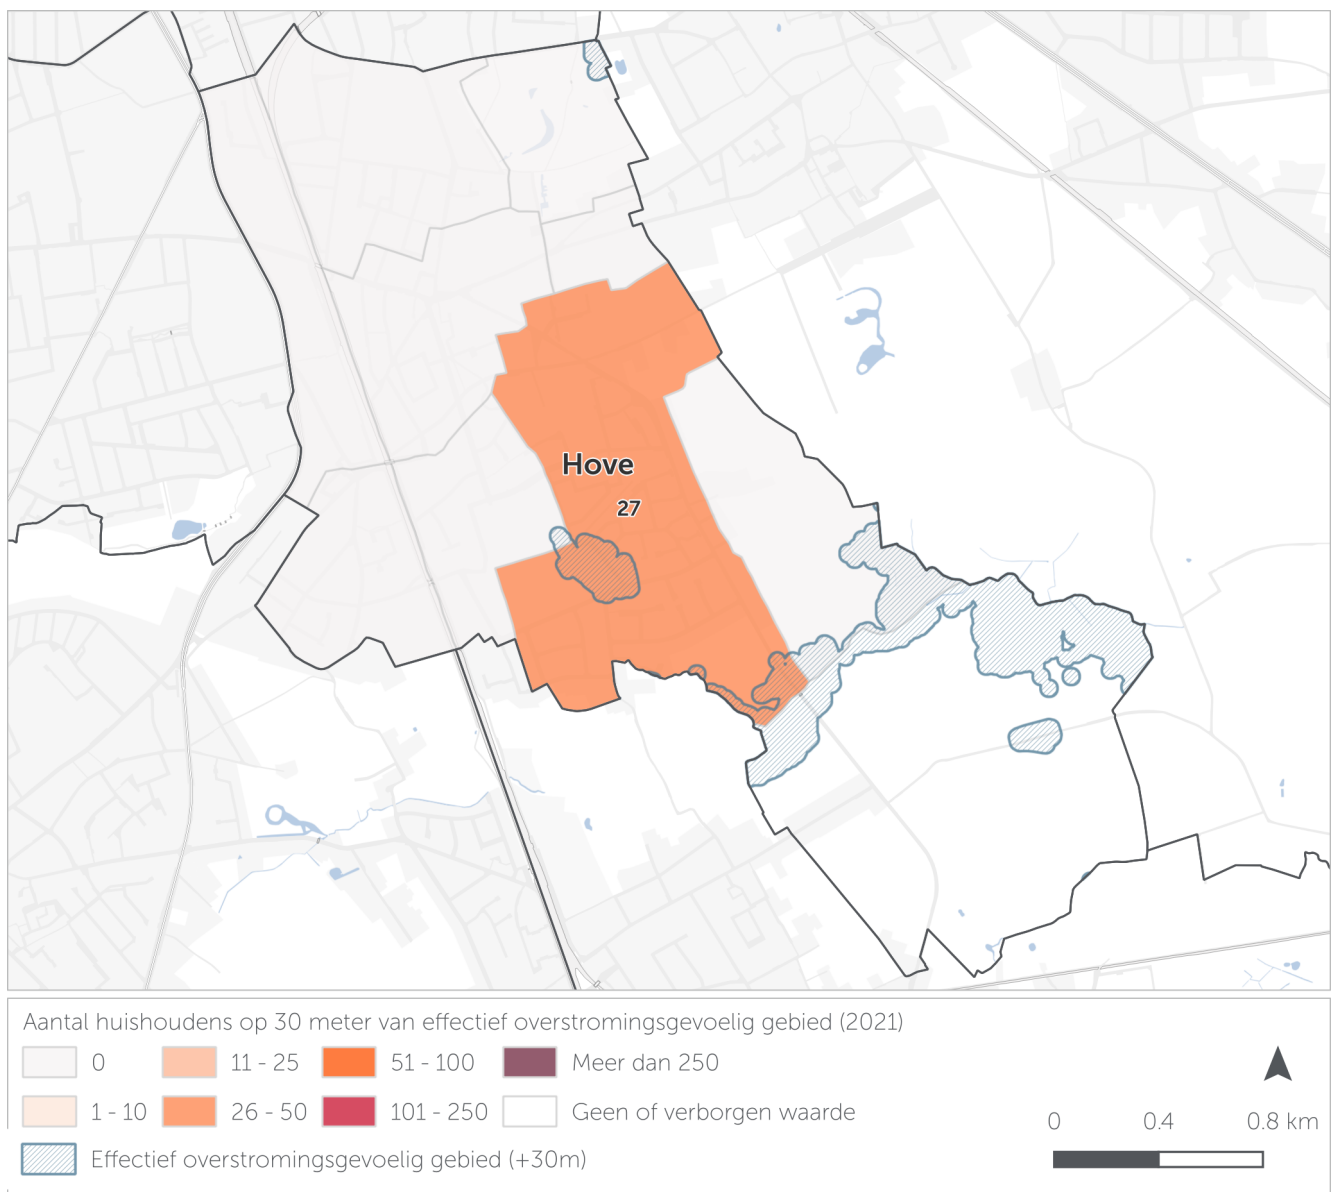 Hove
27
Aantal huishoudens op 30 meter van effectief overstromingsgevoelig gebied (2021)
0 11 - 25 51 - 100 Meer dan 250
1 - 10 26 - 50 101 - 250 Geen of verborgen waarde
Effectief overstromingsgevoelig gebied (+30m)
0 0.4 0.8 km